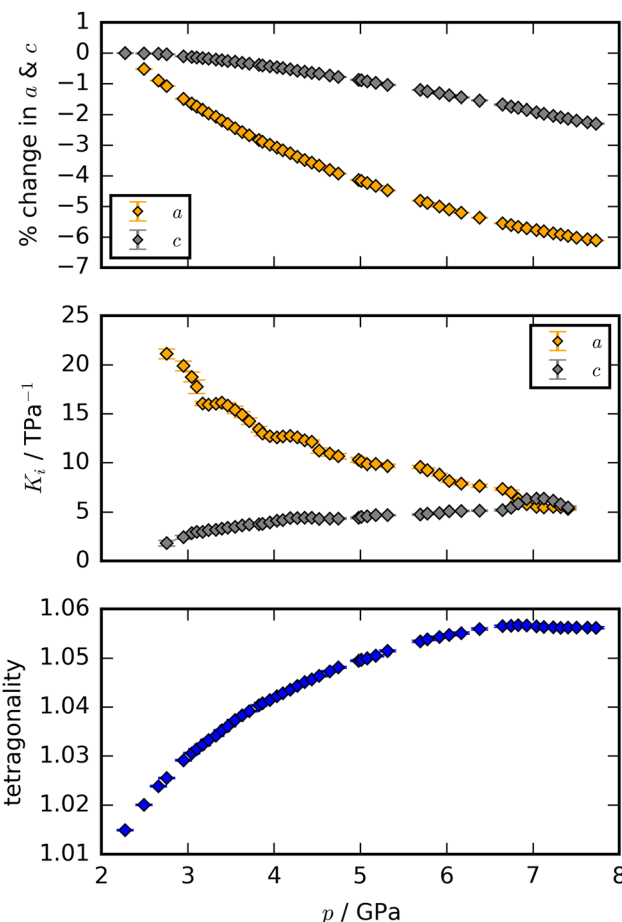 % change in a & c
1
0
−1
−2
−3
−4
−5
−6
−7
a
c
K_i / TPa⁻¹
25
20
15
10
5
0
a
c
tetragonality
1.06
1.05
1.04
1.03
1.02
1.01
2 3 4 5 6 7 8
p / GPa